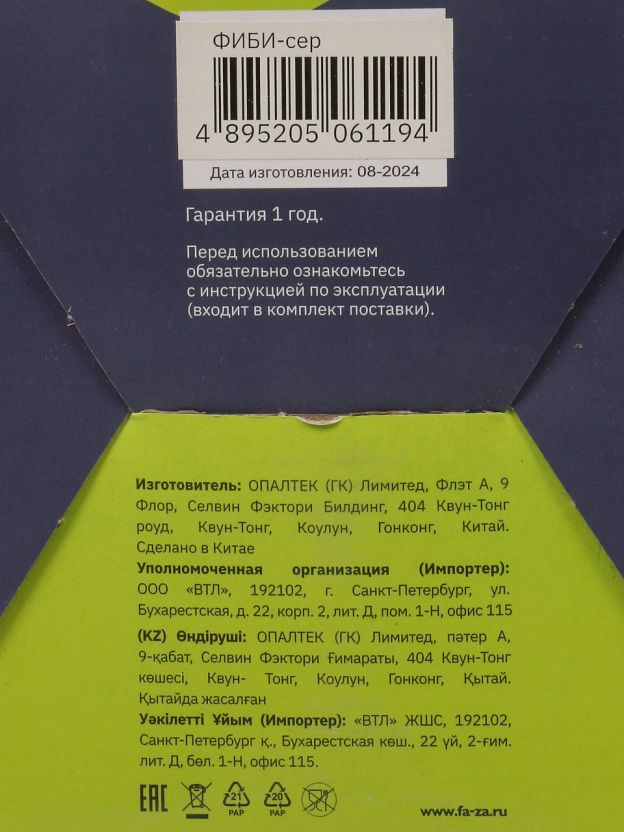 ФИБИ-сер
4 895205 061194
Дата изготовления: 08-2024
Гарантия 1 год.
Перед использованием
обязательно ознакомьтесь
с инструкцией по эксплуатации
(входит в комплект поставки).
Изготовитель: ОПАЛТЕК (ГК) Лимитед, Флэт А, 9
Флор, Селвин Фэктори Билдинг, 404 Квун-Тонг
роуд, Квун-Тонг, Коулун, Гонконг, Китай.
Сделано в Китае
Уполномоченная организация (Импортер):
ООО «ВТЛ», 192102, г. Санкт-Петербург, ул.
Бухарестская, д. 22, корп. 2, лит. Д, пом. 1-Н, офис 115
(KZ) Өндіруші: ОПАЛТЕК (ГК) Лимитед, пәтер А,
9-қабат, Селвин Фэктори Ғимараты, 404 Квун-Тонг
көшесі, Квун- Тонг, Коулун, Гонконг, Қытай.
Қытайда жасалған
Уәкілетті Ұйым (Импортер): «ВТЛ» ЖШС, 192102,
Санкт-Петербург қ., Бухарестская көш., 22 үй, 2-ғим.
лит. Д, бөл. 1-Н, офис 115.
EAC 21 PAP 20 PAP
www.fa-za.ru